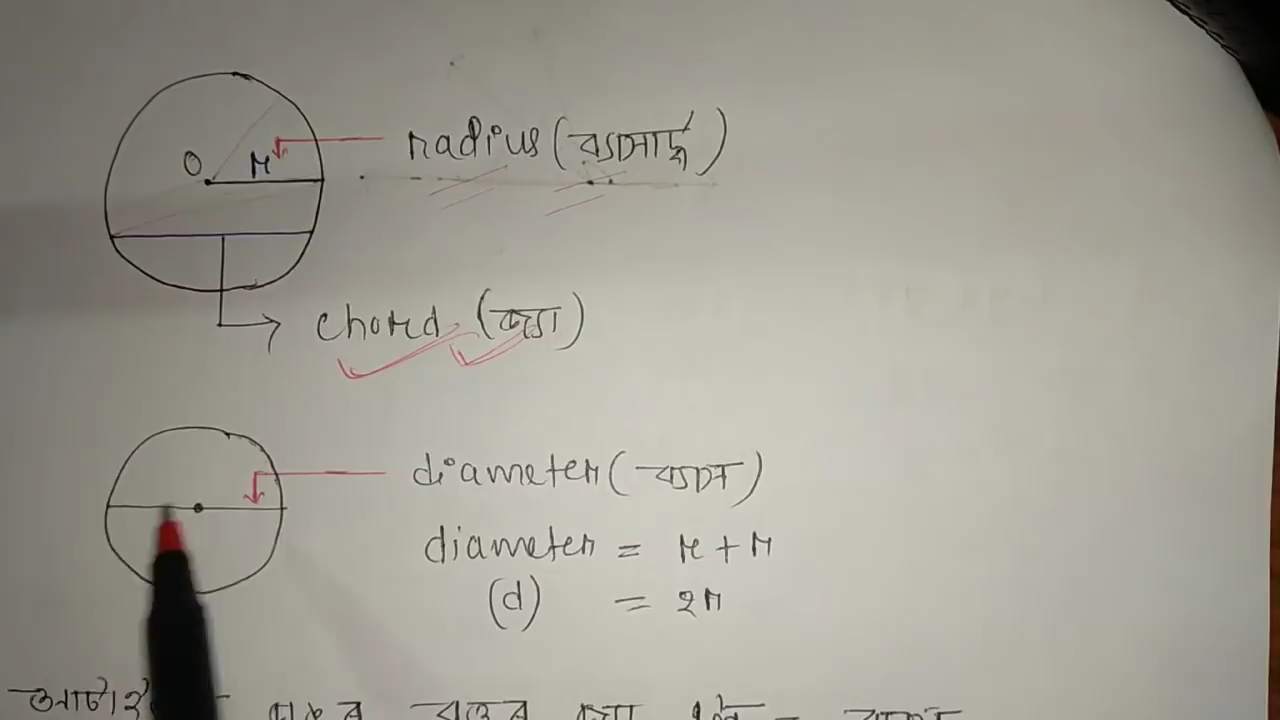 O r radius (ব্যাসার্দ্ধ)
chord (জ্যা)
diameter (ব্যাস)
diameter = r + r
(d) = 2r